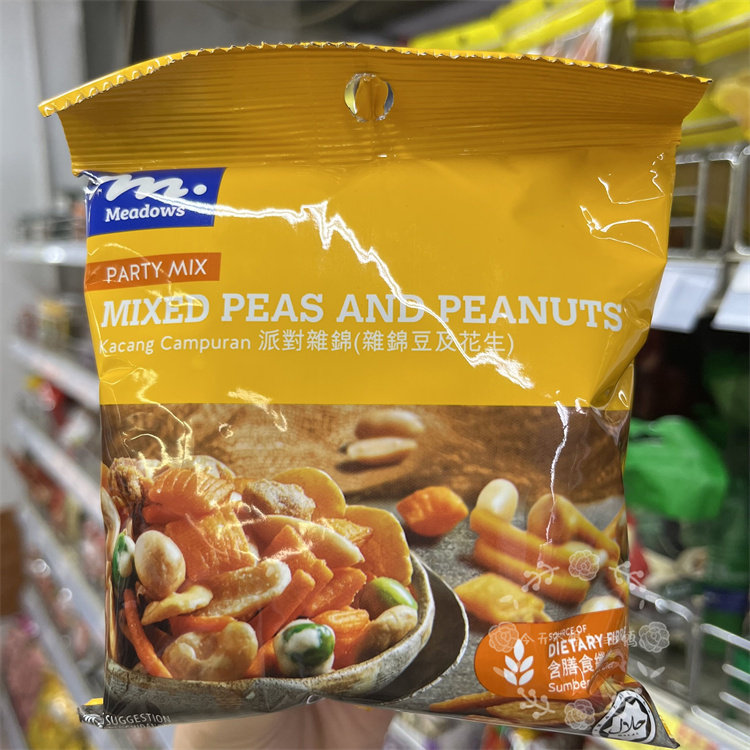 m.
Meadows
PARTY MIX
MIXED PEAS AND PEANUTS
Kacang Campuran 派對雜錦(雜錦豆及花生)
SOURCE OF
DIETARY
含膳食
Sumber
SUGGESTION
حلال